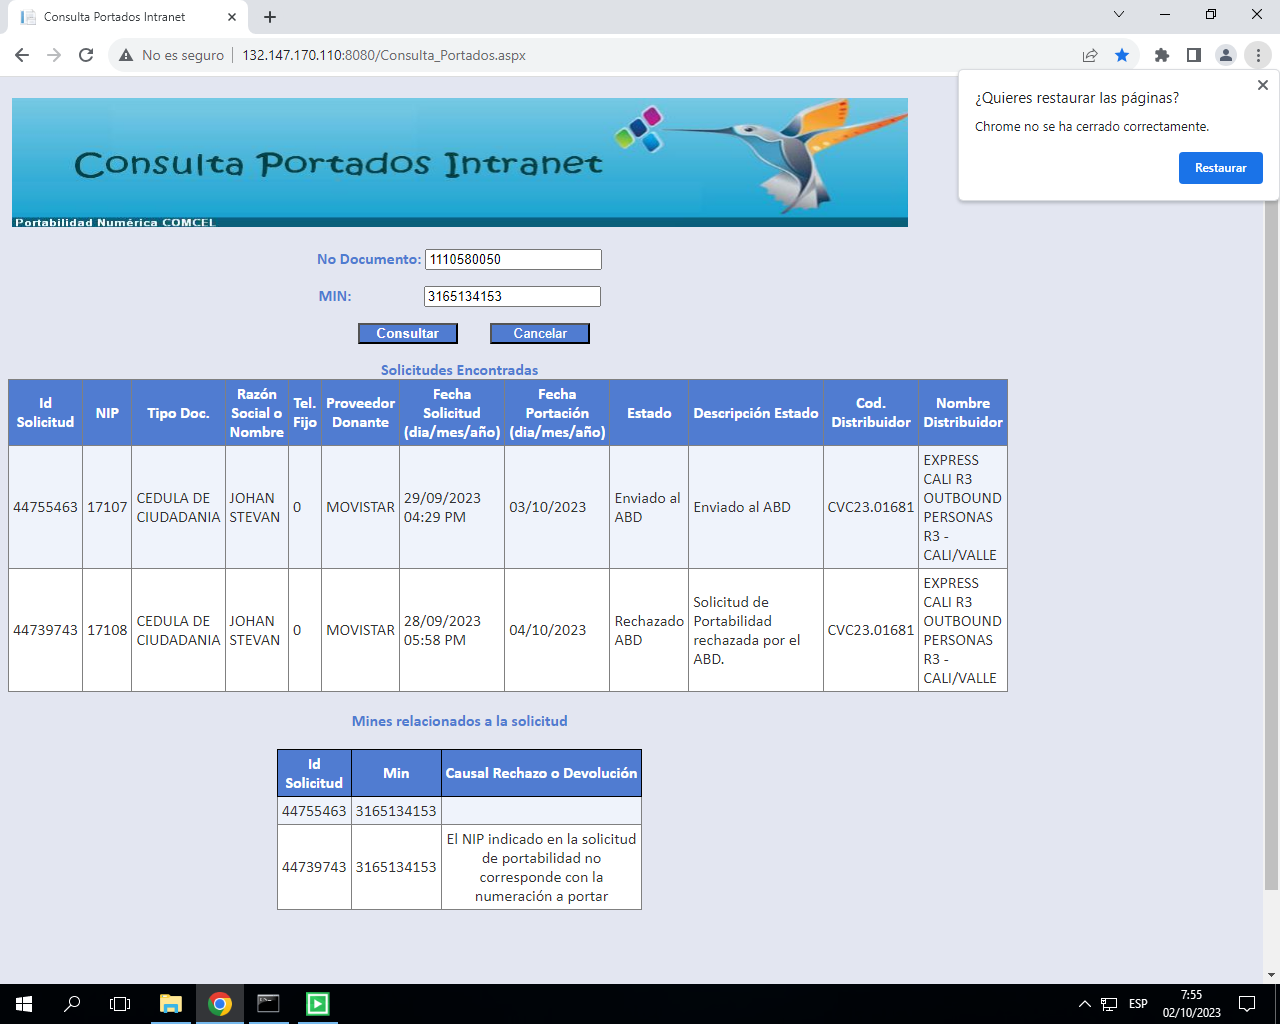 Consulta Portados Intranet
No es seguro
132.147.170.110:8080/Consulta_Portados.aspx
¿Quieres restaurar las páginas?
Chrome no se ha cerrado correctamente.
Restaurar
Consulta Portados Intranet
Portabilidad Numérica COMCEL
No Documento: 1110580050
MIN: 3165134153
Consultar Cancelar
Solicitudes Encontradas
Id Solicitud NIP Tipo Doc. Razón Social o Nombre Tel. Fijo Proveedor Donante Fecha Solicitud (dia/mes/año) Fecha Portación (dia/mes/año) Estado Descripción Estado Cod. Distribuidor Nombre Distribuidor
44755463 17107 CEDULA DE CIUDADANIA JOHAN STEVAN 0 MOVISTAR 29/09/2023 04:29 PM 03/10/2023 Enviado al ABD Enviado al ABD CVC23.01681 EXPRESS CALI R3 OUTBOUND PERSONAS R3 - CALI/VALLE
44739743 17108 CEDULA DE CIUDADANIA JOHAN STEVAN 0 MOVISTAR 28/09/2023 05:58 PM 04/10/2023 Rechazado ABD Solicitud de Portabilidad rechazada por el ABD. CVC23.01681 EXPRESS CALI R3 OUTBOUND PERSONAS R3 - CALI/VALLE
Mines relacionados a la solicitud
Id Solicitud Min Causal Rechazo o Devolución
44755463 3165134153
44739743 3165134153 El NIP indicado en la solicitud de portabilidad no corresponde con la numeración a portar
ESP
7:55
02/10/2023